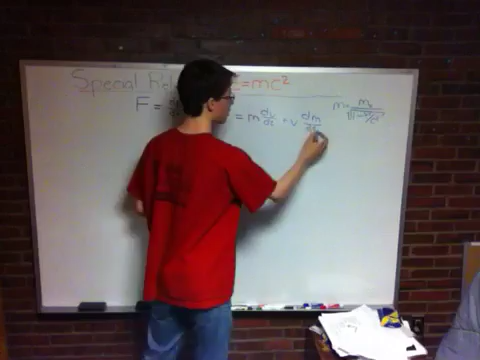 Special Rel E=mc²
F = d = m dv/dt + v dm/dt
m = m₀/√(1-v²/c²)